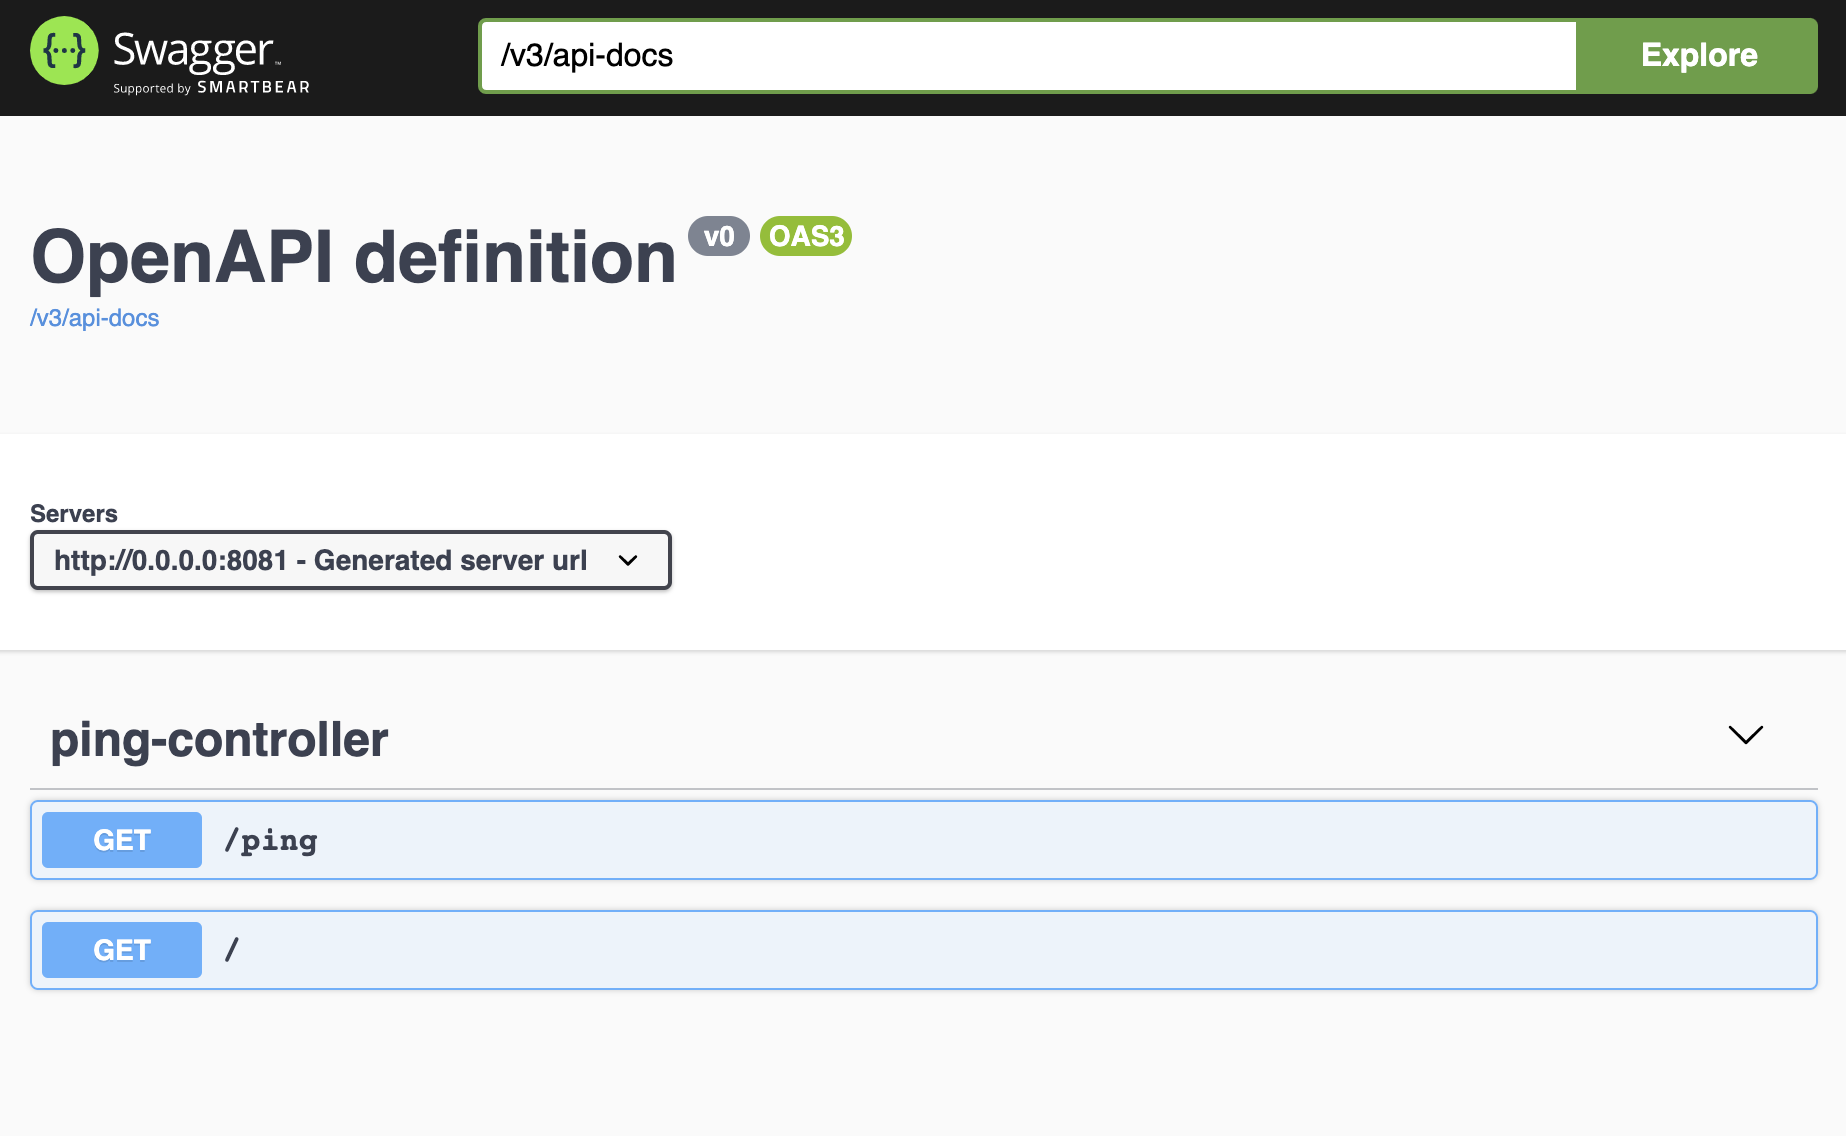 {···} Swagger™
Supported by SMARTBEAR
/v3/api-docs
Explore
OpenAPI definition v0 OAS3
/v3/api-docs
Servers
http://0.0.0.0:8081 - Generated server url
ping-controller
GET /ping
GET /